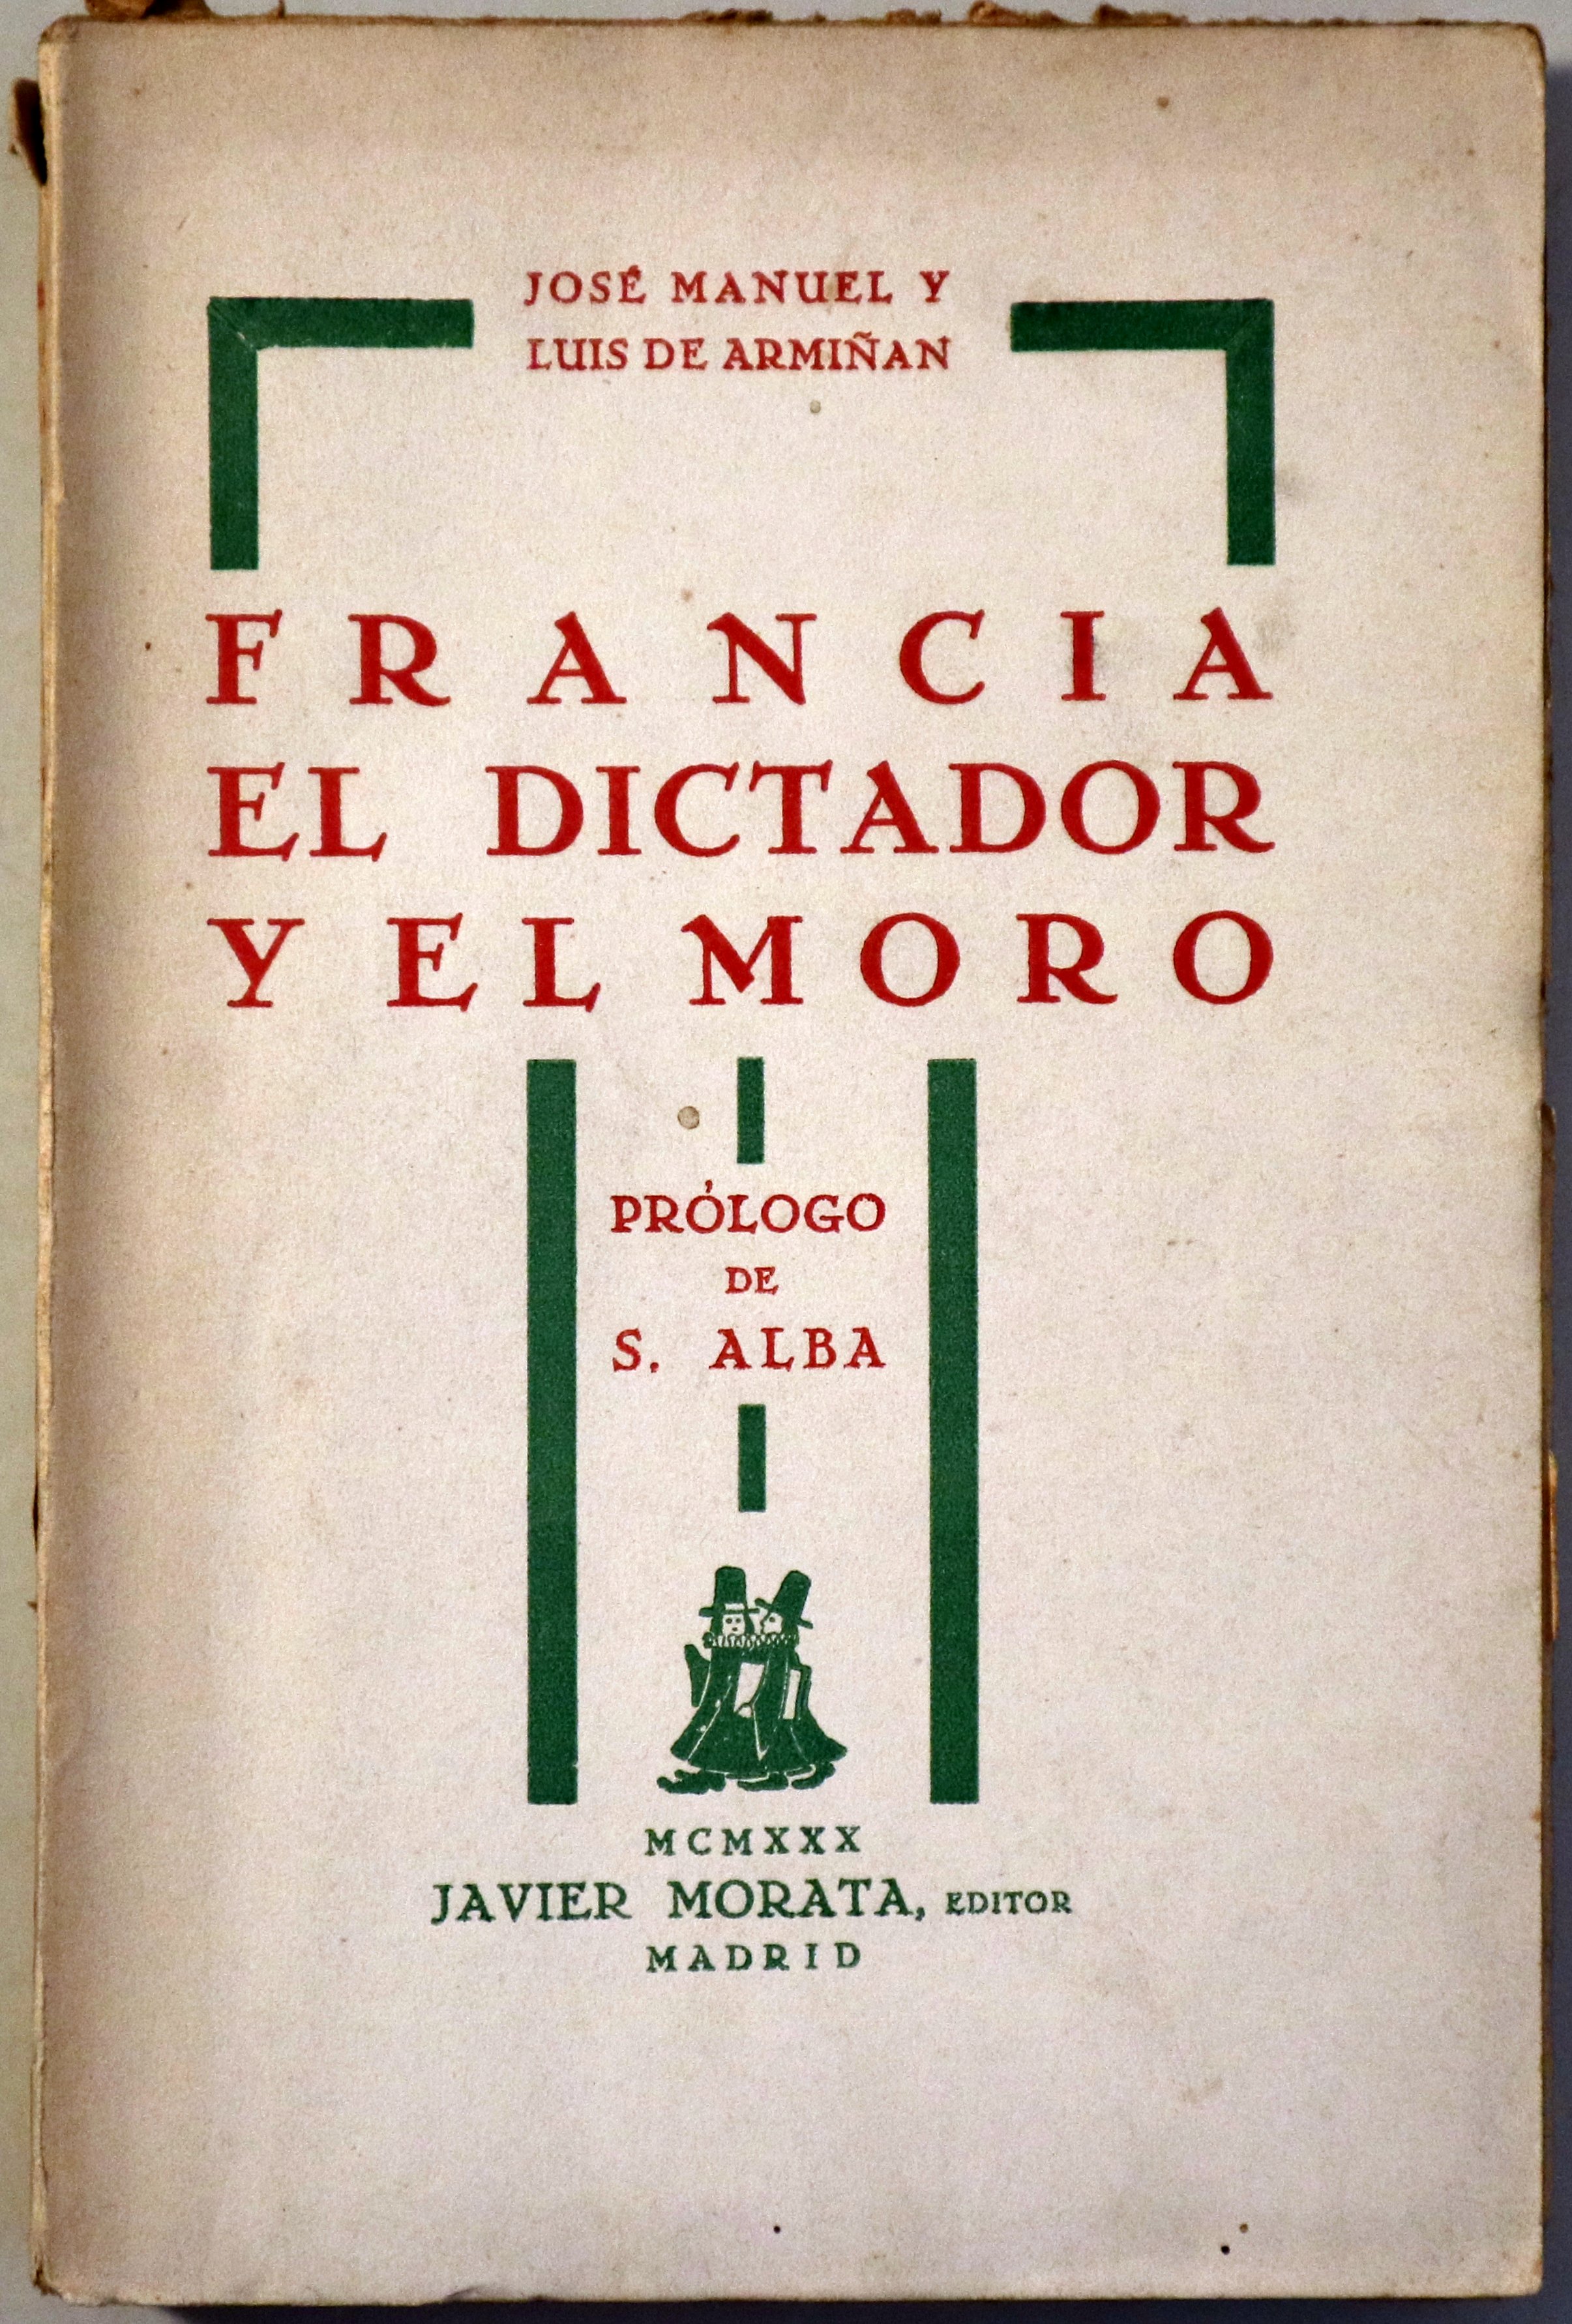 JOSÉ MANUEL Y
LUIS DE ARMIÑAN
FRANCIA
EL DICTADOR
Y EL MORO
PRÓLOGO
DE
S. ALBA
MCMXXX
JAVIER MORATA, EDITOR
MADRID